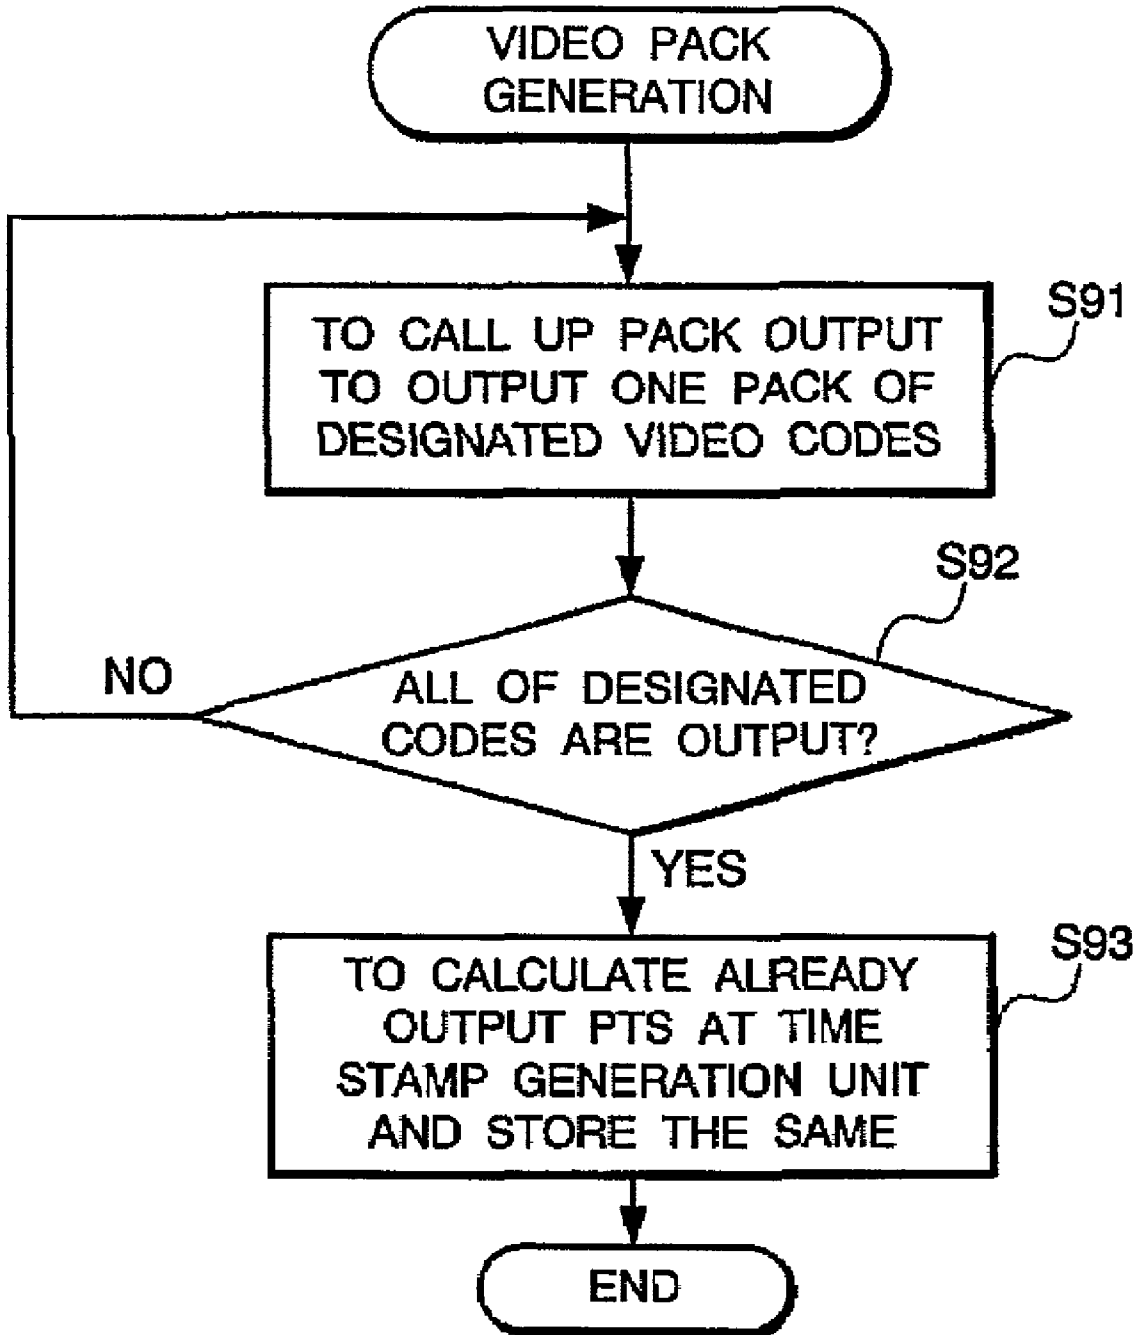 VIDEO PACK
GENERATION
S91
TO CALL UP PACK OUTPUT
TO OUTPUT ONE PACK OF
DESIGNATED VIDEO CODES
S92
NO
ALL OF DESIGNATED
CODES ARE OUTPUT?
YES
S93
TO CALCULATE ALREADY
OUTPUT PTS AT TIME
STAMP GENERATION UNIT
AND STORE THE SAME
END